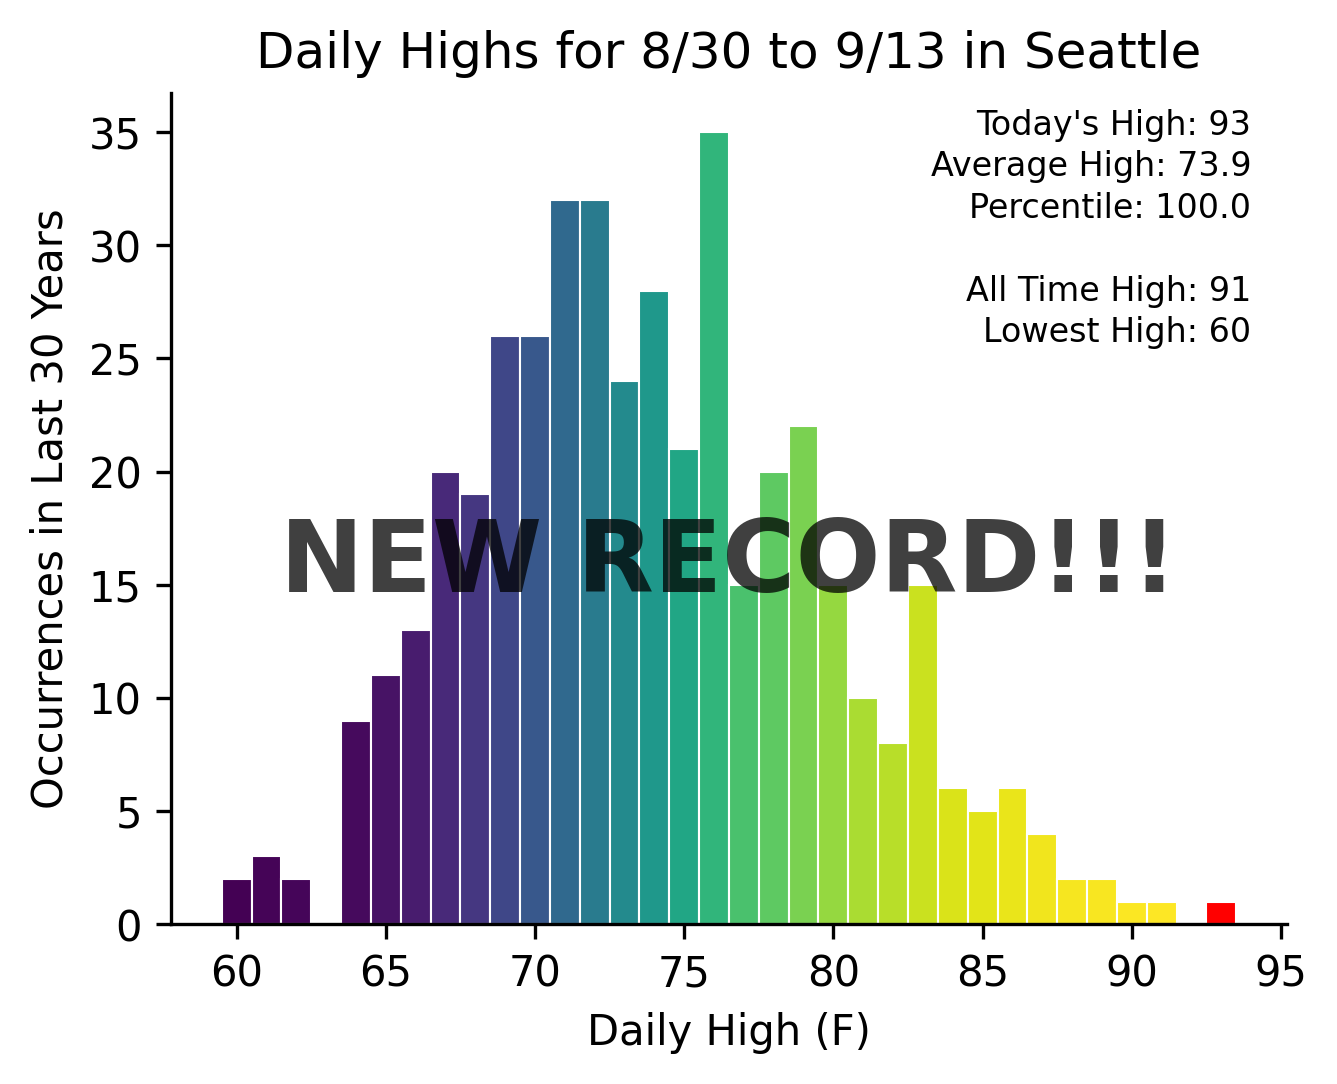 Daily Highs for 8/30 to 9/13 in Seattle
Today's High: 93
Average High: 73.9
Percentile: 100.0
All Time High: 91
Lowest High: 60
NEW RECORD!!!
Occurrences in Last 30 Years
35
30
25
20
15
10
5
0
60 65 70 75 80 85 90 95
Daily High (F)